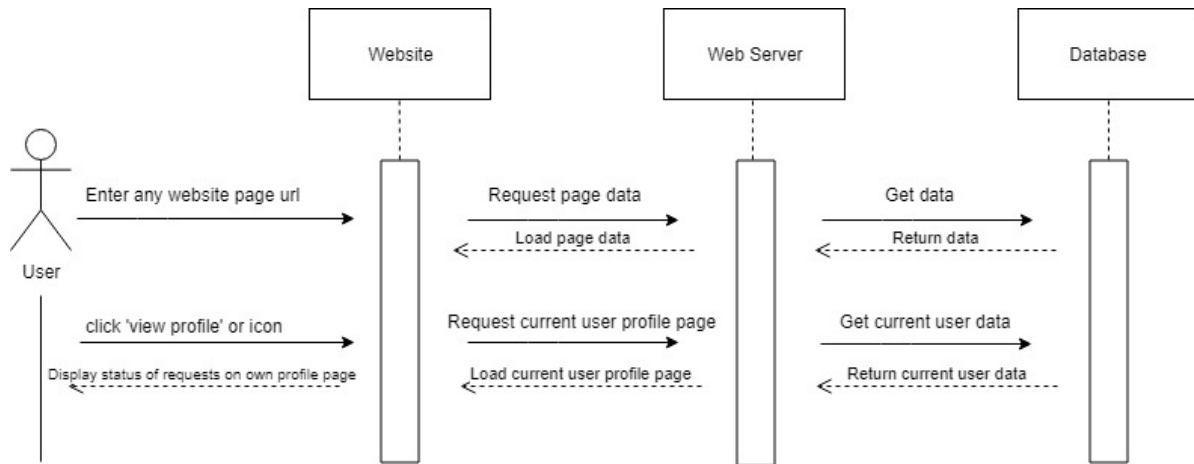 Website
Web Server
Database
Enter any website page url
Request page data
Get data
Load page data
Return data
User
click 'view profile' or icon
Request current user profile page
Get current user data
Display status of requests on own profile page
Load current user profile page
Return current user data